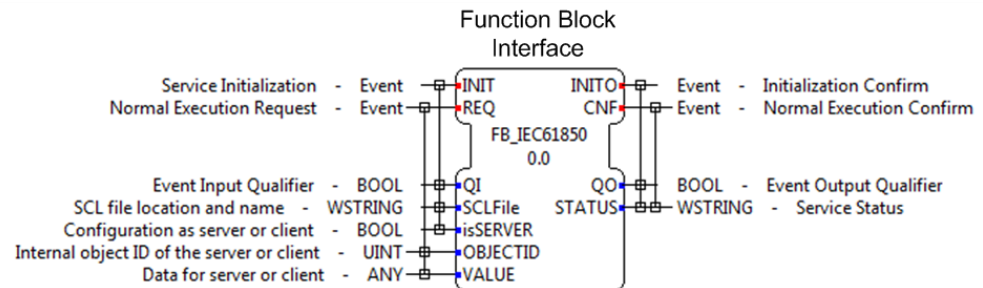 Function Block
Interface
Service Initialization - Event INIT INITO Event - Initialization Confirm
Normal Execution Request - Event REQ CNF Event - Normal Execution Confirm
FB_IEC61850
0.0
Event Input Qualifier - BOOL QI QO BOOL - Event Output Qualifier
SCL file location and name - WSTRING SCLFile STATUS WSTRING - Service Status
Configuration as server or client - BOOL isSERVER
Internal object ID of the server or client - UINT OBJECTID
Data for server or client - ANY VALUE